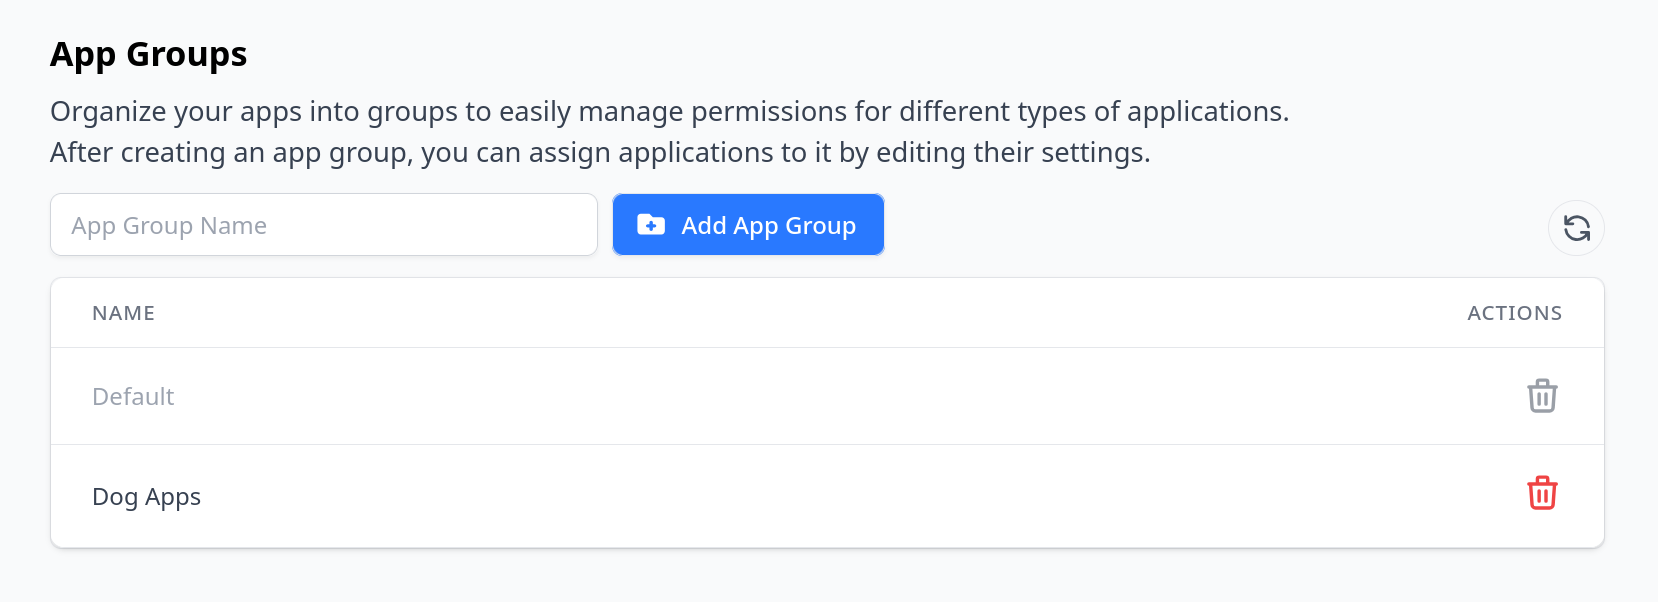 App Groups
Organize your apps into groups to easily manage permissions for different types of applications.
After creating an app group, you can assign applications to it by editing their settings.
App Group Name
Add App Group
NAME
ACTIONS
Default
Dog Apps